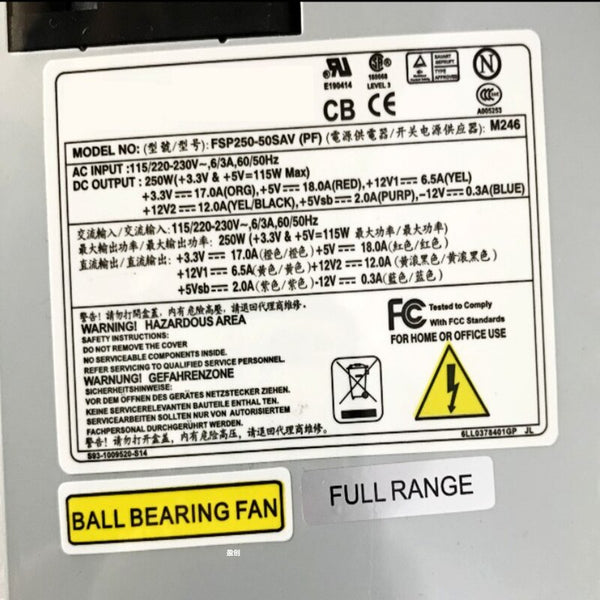 E190414
168668
LEVEL 3
BAUART
GEPRÜFT
TYPE
APPROVED
N
CB CE
CCC
A005253
MODEL NO: (型號/型号): FSP250-50SAV (PF) (電源供電器/开关电源供应器): M246
AC INPUT :115/220-230V~,6/3A,60/50Hz
DC OUTPUT : 250W(+3.3V & +5V=115W Max)
+3.3V⎓17.0A(ORG),+5V⎓18.0A(RED),+12V1⎓6.5A(YEL)
+12V2⎓12.0A(YEL/BLACK),+5Vsb⎓2.0A(PURP),-12V⎓0.3A(BLUE)
交流輸入/交流输入:115/220-230V~,6/3A,60/50Hz
最大輸出功率/最大输出功率: 250W (+3.3V & +5V=115W 最大功率/最大功率)
直流輸出/直流输出: +3.3V⎓17.0A(橙色/橙色)+5V⎓18.0A(紅色/红色)
+12V1⎓6.5A(黃色/黄色)+12V2⎓12.0A (黃滾黑色/黄滚黑色)
+5Vsb⎓2.0A(紫色/紫色)-12V⎓0.3A(藍色/蓝色)
警告! 請勿打開盒蓋, 內有危險高壓, 請退回代理商維修.
WARNING! HAZARDOUS AREA
SAFETY INSTRUCTIONS:
DO NOT REMOVE THE COVER
NO SERVICEABLE COMPONENTS INSIDE.
REFER SERVICING TO QUALIFIED SERVICE PERSONNEL.
WARNUNG! GEFAHRENZONE
SICHERHEITSHINWEISE:
VOR DEM OFFNEN DES GERÄTES NETZSTECKER ZIEHEN.
KEINE SERVICERELEVANTEN BAUTEILE ENTHAL TEN.
SERVICEARBEITEN SOLLTEN NUR VON AUTORISIERTEM
FACHPERSONAL DURCHGERÜHRT WERDEN.
警告! 请勿打开盒盖, 内有危险高压, 请退回代理商维修.
S93-1009520-S14
FC Tested to Comply
With FCC Standards
FOR HOME OR OFFICE USE
6LL0378401GP JL
BALL BEARING FAN
FULL RANGE
盈创